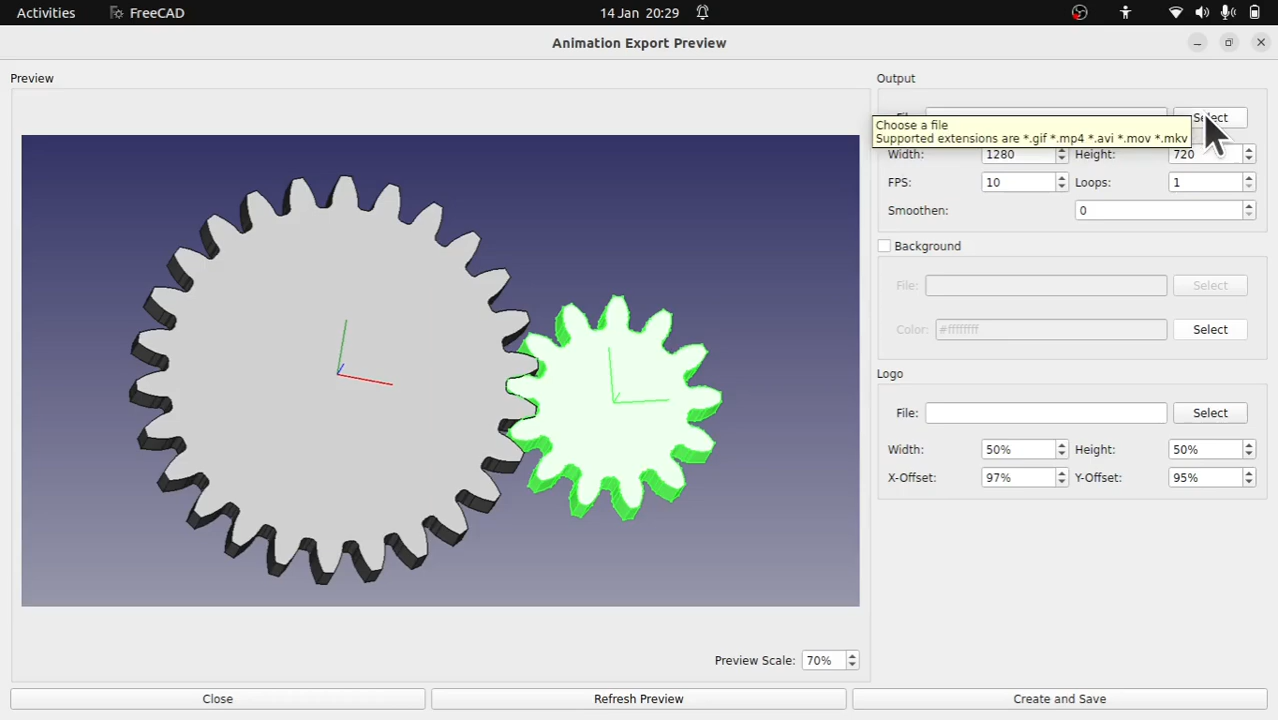 Activities FreeCAD 14 Jan 20:29
Animation Export Preview
Preview
Output
Select
Choose a file
Supported extensions are *.gif *.mp4 *.avi *.mov *.mkv
Width: 1280 Height: 720
FPS: 10 Loops: 1
Smoothen: 0
Background
File: Select
Color: #ffffffff Select
Logo
File: Select
Width: 50% Height: 50%
X-Offset: 97% Y-Offset: 95%
Preview Scale: 70%
Close Refresh Preview Create and Save